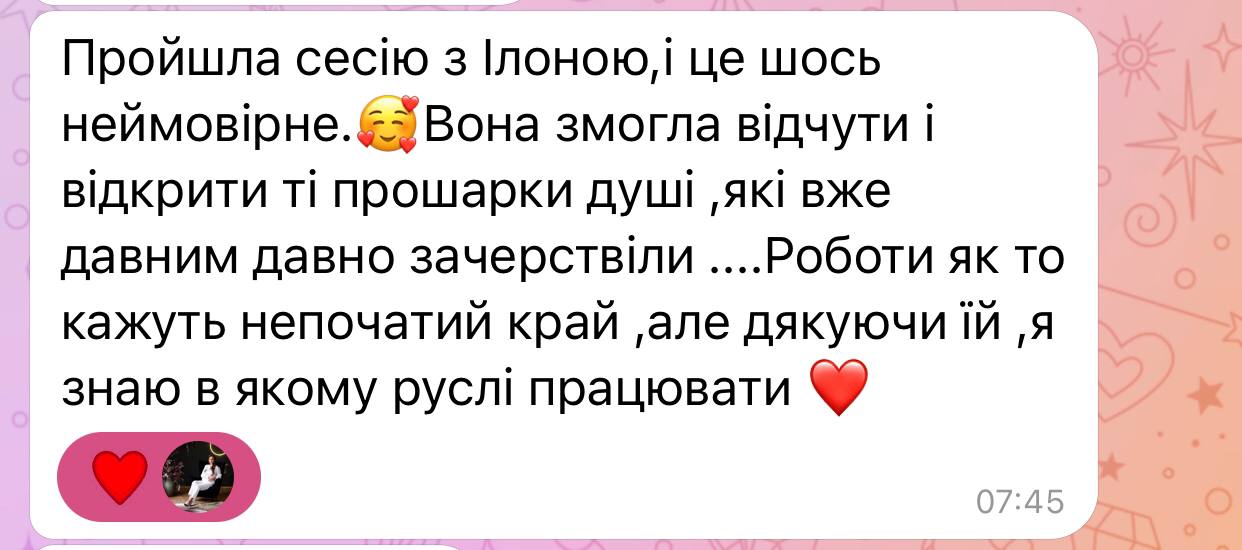 Пройшла сесію з Ілоною,і це шось
неймовірне.🥰Вона змогла відчути і
відкрити ті прошарки душі ,які вже
давним давно зачерствіли ....Роботи як то
кажуть непочатий край ,але дякуючи їй ,я
знаю в якому руслі працювати ❤️
07:45